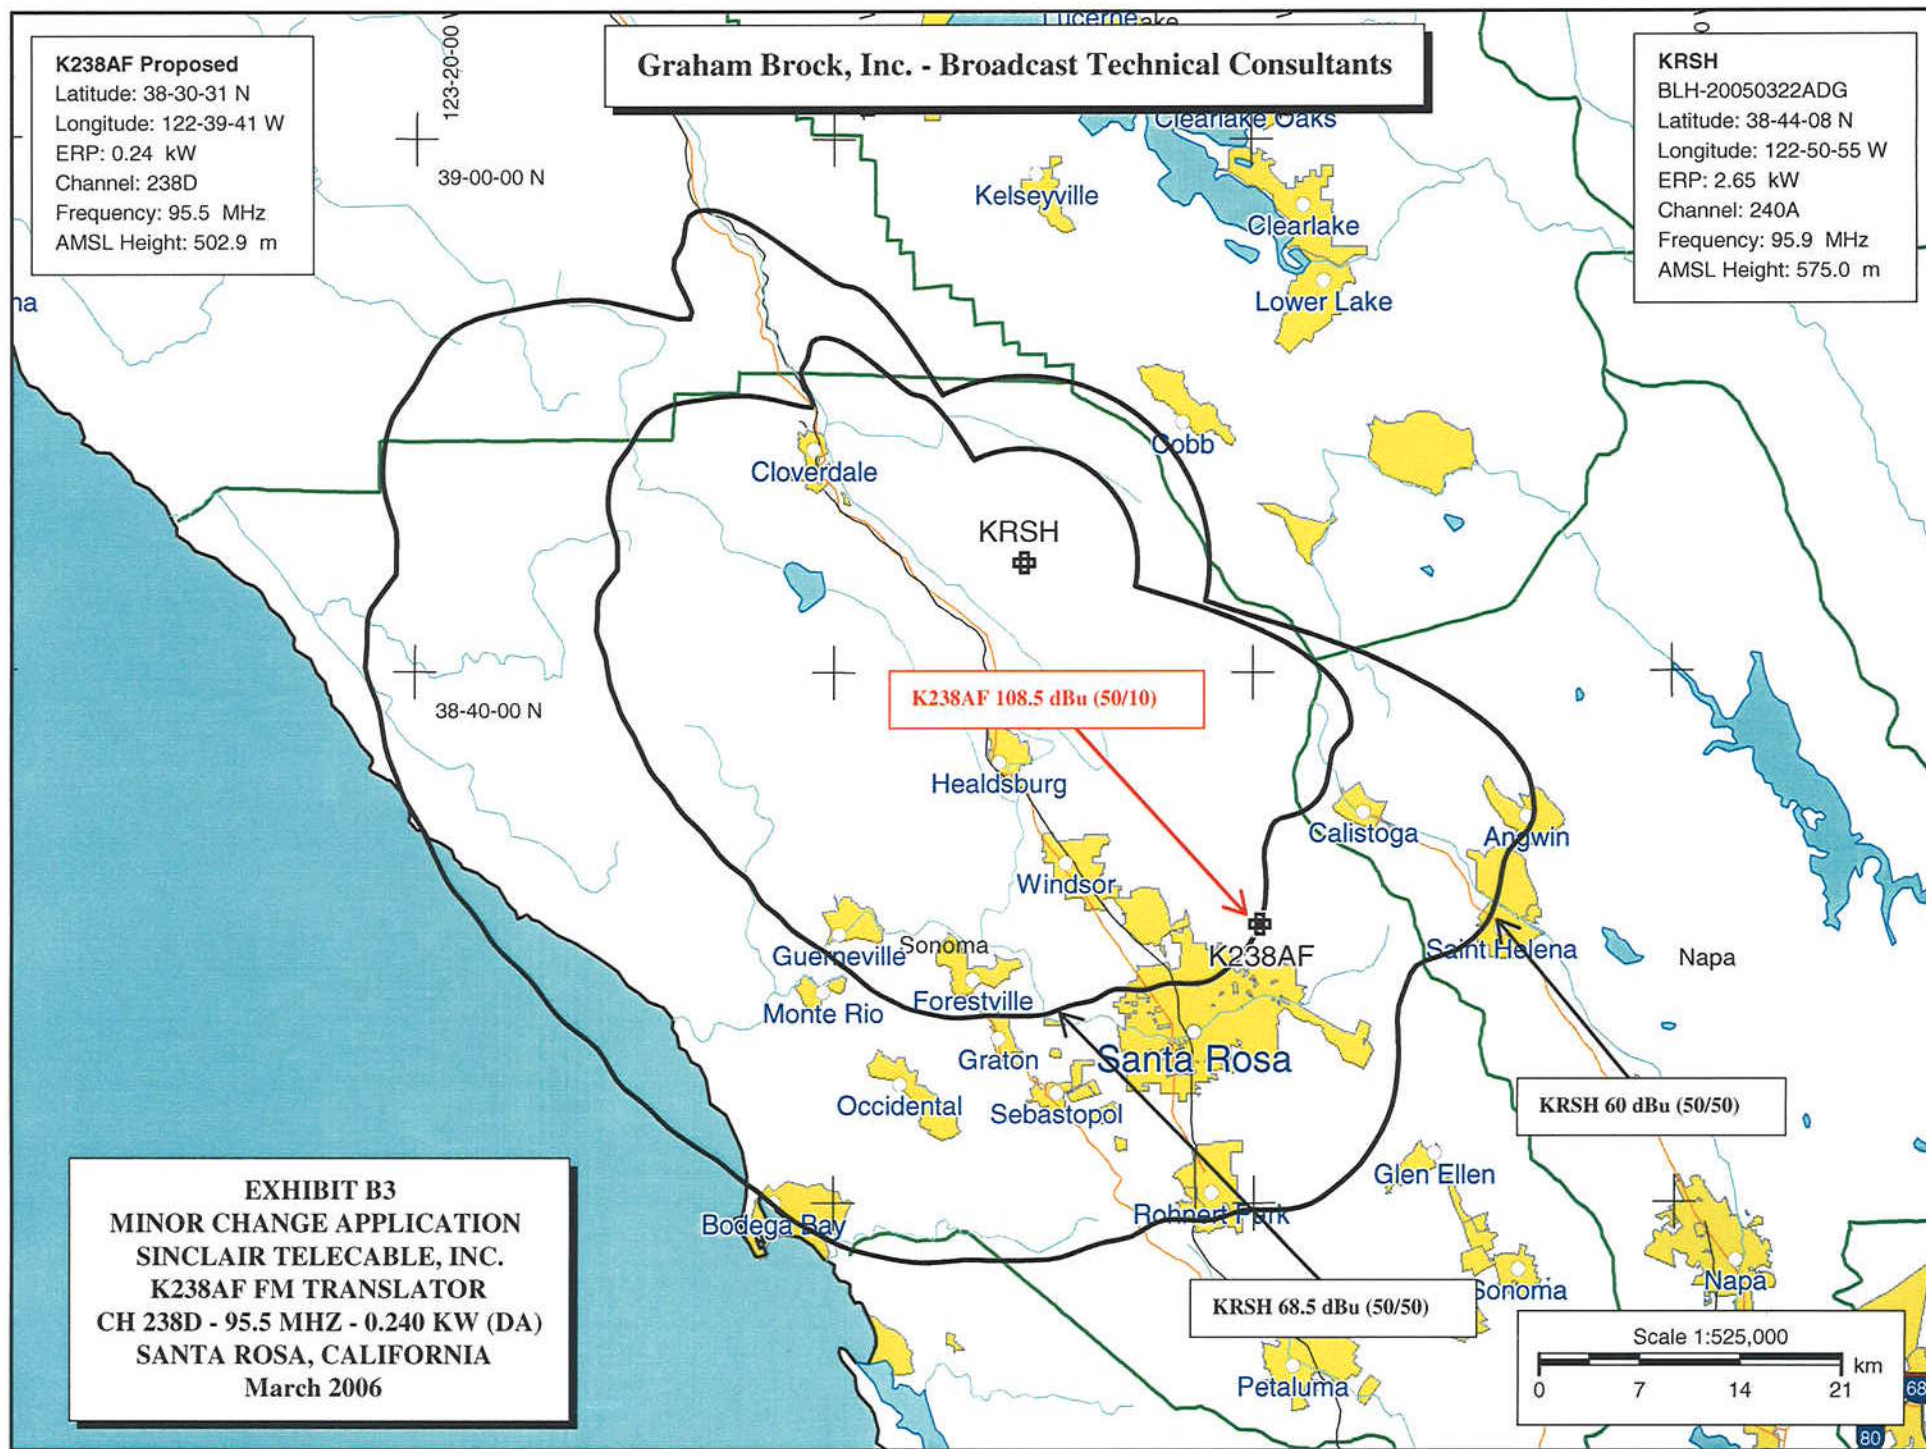 Lucerne
ake
Graham Brock, Inc. - Broadcast Technical Consultants
K238AF Proposed
Latitude: 38-30-31 N
Longitude: 122-39-41 W
ERP: 0.24 kW
Channel: 238D
Frequency: 95.5 MHz
AMSL Height: 502.9 m
123-20-00
KRSH
BLH-20050322ADG
Latitude: 38-44-08 N
Longitude: 122-50-55 W
ERP: 2.65 kW
Channel: 240A
Frequency: 95.9 MHz
AMSL Height: 575.0 m
Clearlake Oaks
39-00-00 N
Kelseyville
Clearlake
Lower Lake
na
Cobb
Cloverdale
KRSH
K238AF 108.5 dBu (50/10)
38-40-00 N
Healdsburg
Calistoga
Angwin
Windsor
Guerneville
Sonoma
K238AF
Saint Helena
Napa
Forestville
Monte Rio
Graton
Santa Rosa
Occidental
Sebastopol
KRSH 60 dBu (50/50)
Glen Ellen
Bodega Bay
Rohnert Park
Sonoma
Napa
KRSH 68.5 dBu (50/50)
Petaluma
EXHIBIT B3
MINOR CHANGE APPLICATION
SINCLAIR TELECABLE, INC.
K238AF FM TRANSLATOR
CH 238D - 95.5 MHZ - 0.240 KW (DA)
SANTA ROSA, CALIFORNIA
March 2006
Scale 1:525,000
km
0 7 14 21
68
80